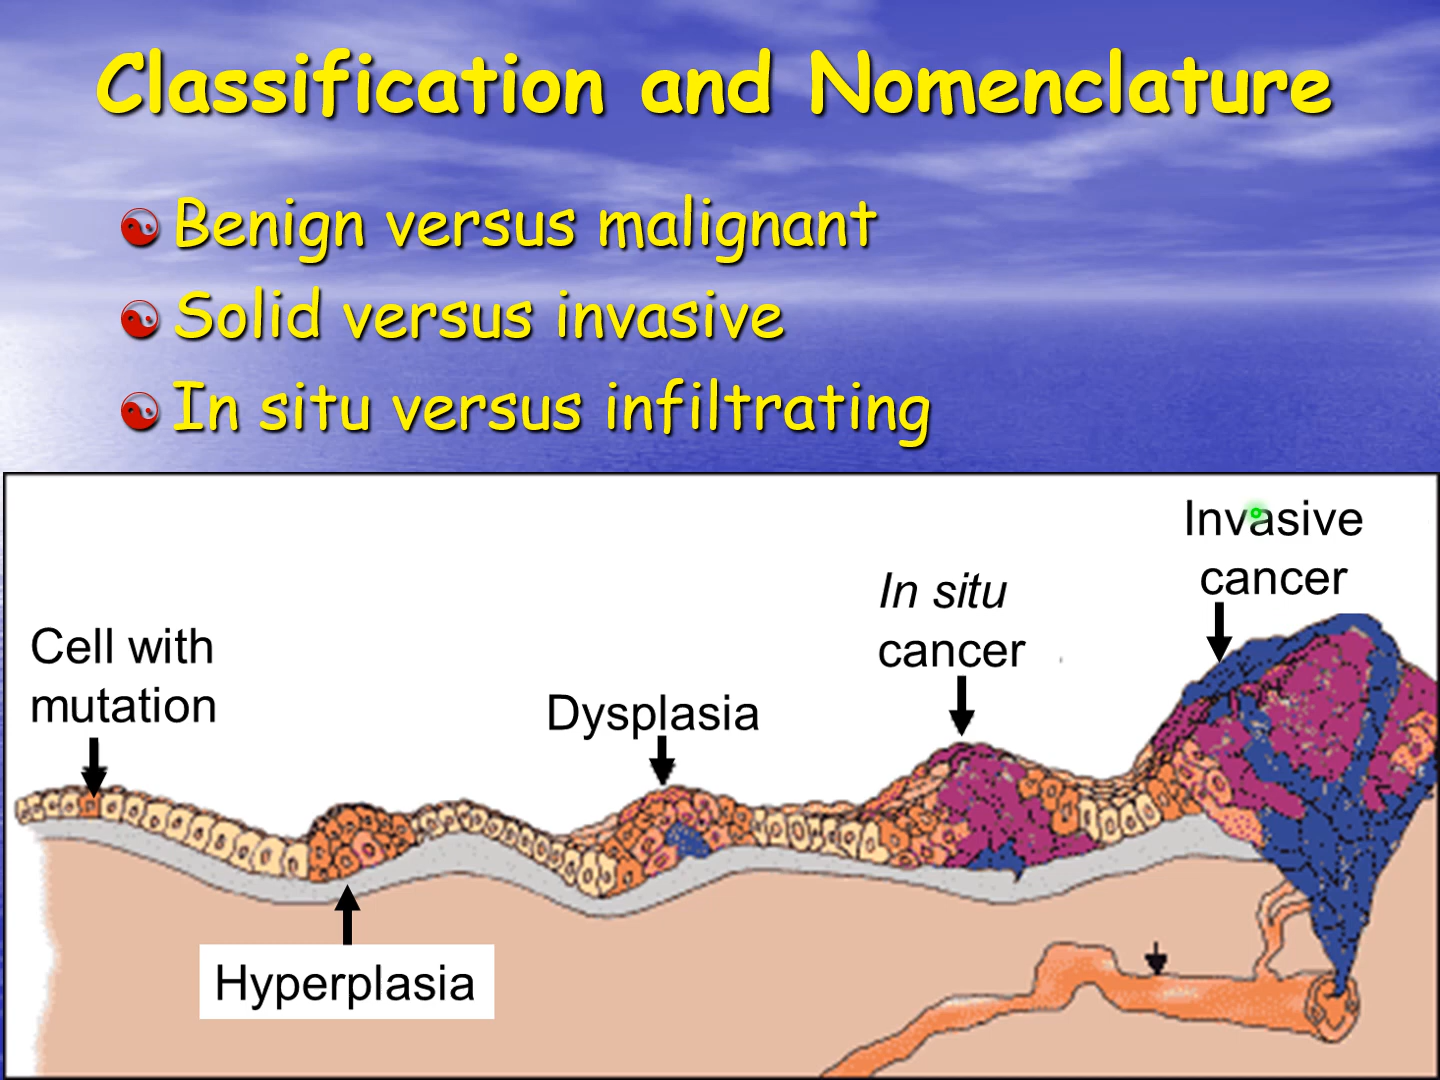 Classification and Nomenclature
Benign versus malignant
Solid versus invasive
In situ versus infiltrating
Invasive
cancer
In situ
cancer
Cell with
mutation
Dysplasia
Hyperplasia